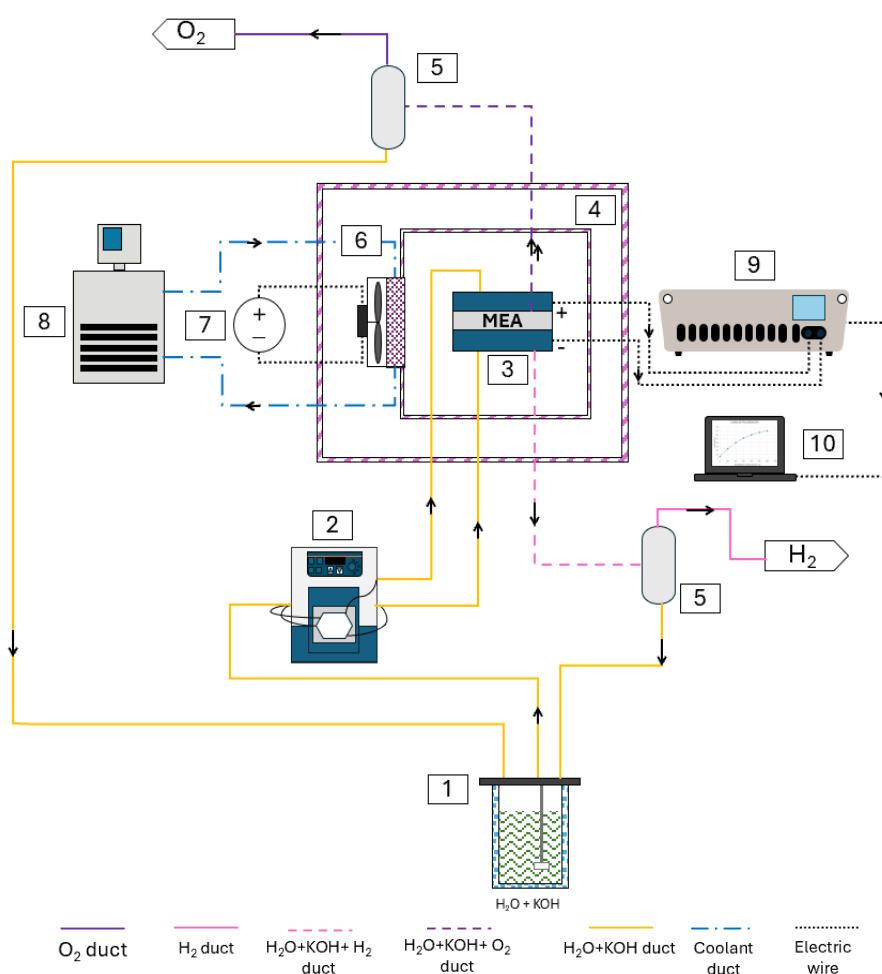 O₂
5
4
6
9
+
MEA
+
8
7
−
-
3
10
2
H₂
5
1
H₂O + KOH
O₂ duct
H₂ duct
H₂O+KOH+ H₂
duct
H₂O+KOH+ O₂
duct
H₂O+KOH duct
Coolant
duct
Electric
wire